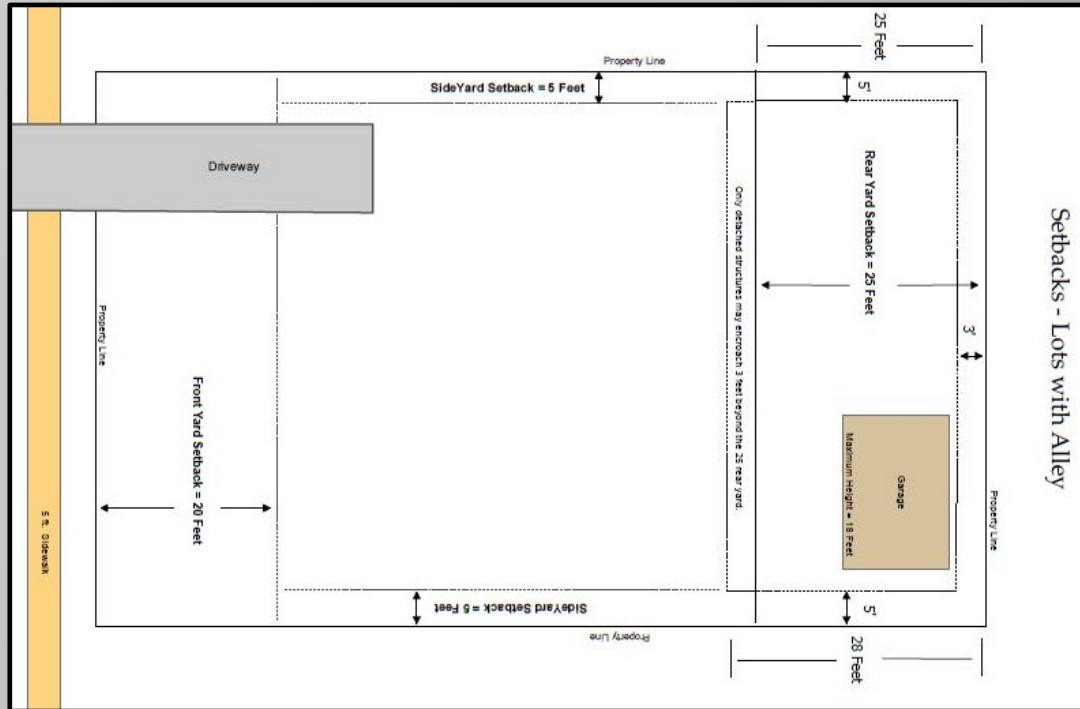 Setbacks - Lots with Alley
Property Line
25 Feet
5'
3'
Rear Yard Setback = 25 Feet
Garage
Maximum Height = 18 Feet
5'
28 Feet
Only detached structures may encroach 3 feet beyond the 25 rear yard.
Property Line
SideYard Setback = 5 Feet
SideYard Setback = 5 Feet
Property Line
Driveway
Front Yard Setback = 20 Feet
Property Line
5 ft. Sidewalk